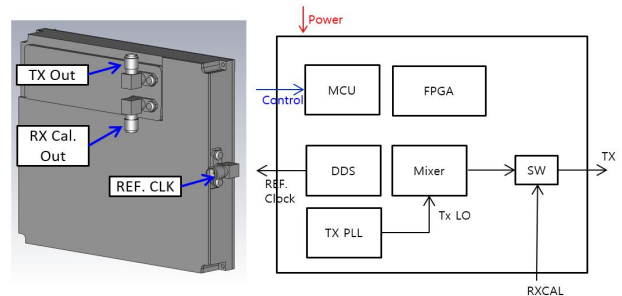 TX Out
RX Cal.
Out
REF. CLK
Power
Control
MCU
FPGA
REF.
Clock
DDS
Mixer
SW
TX
Tx LO
TX PLL
RXCAL